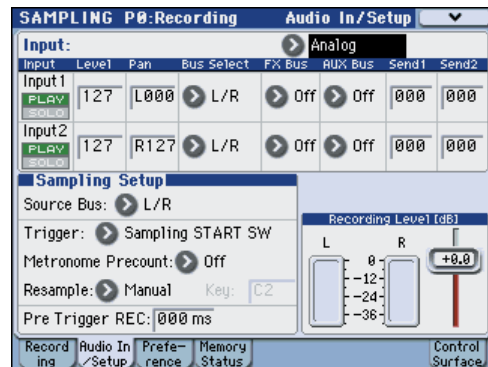 SAMPLING P0:Recording Audio In/Setup
Input: Analog
Input Level Pan Bus Select FX Bus AUX Bus Send1 Send2
Input1
PLAY 127 L000 L/R Off Off 000 000
SOLO
Input2
PLAY 127 R127 L/R Off Off 000 000
SOLO
Sampling Setup
Source Bus: L/R
Trigger: Sampling START SW
Metronome Precount: Off
Resample: Manual Key: C2
Pre Trigger REC: 000 ms
Recording Level [dB]
L R
0
-12
-24
-36
+0.0
Record
ing
Audio In
/Setup
Prefe-
rence
Memory
Status
Control
Surface